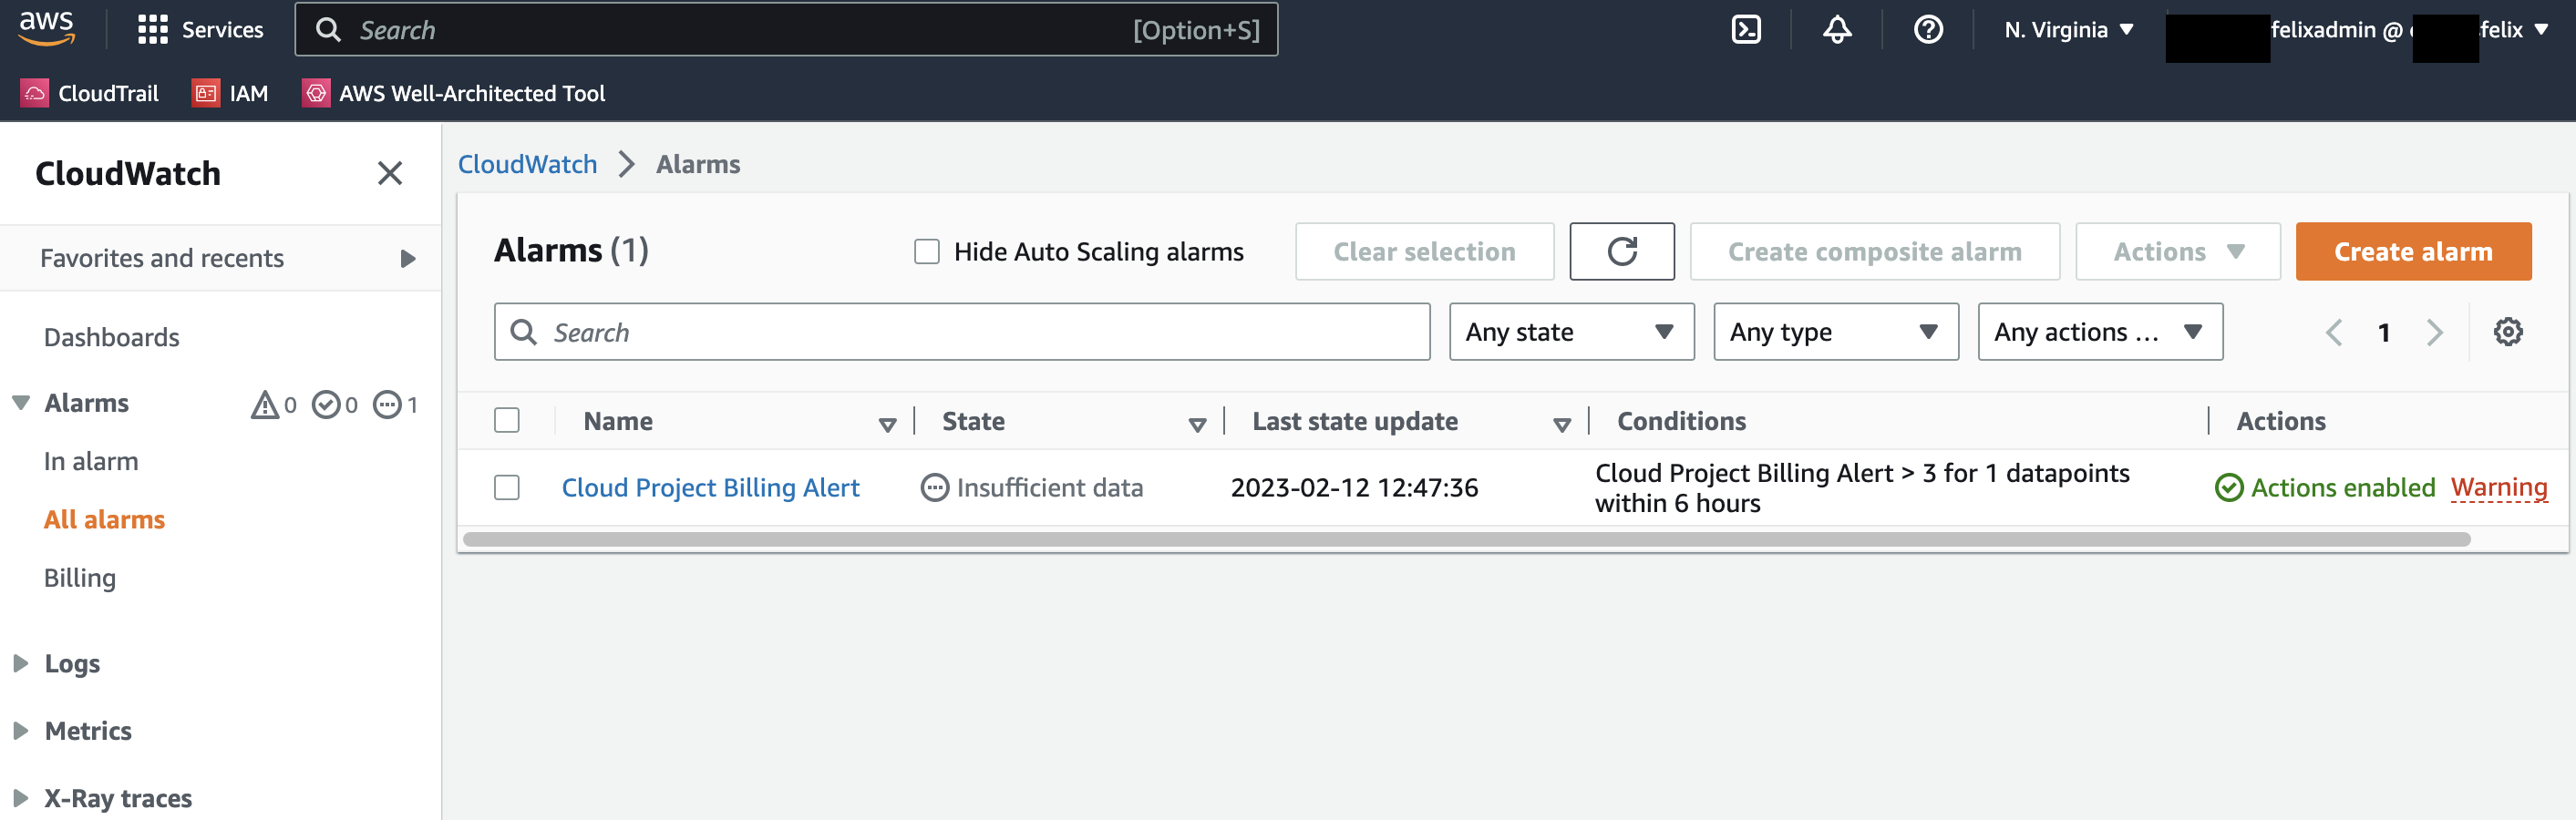 aws Services Search [Option+S] N. Virginia felixadmin @ felix
CloudTrail IAM AWS Well-Architected Tool
CloudWatch
Favorites and recents
Dashboards
Alarms 0 0 1
In alarm
All alarms
Billing
Logs
Metrics
X-Ray traces
CloudWatch Alarms
Alarms (1) Hide Auto Scaling alarms Clear selection Create composite alarm Actions Create alarm
Search Any state Any type Any actions ... 1
Name State Last state update Conditions Actions
Cloud Project Billing Alert Insufficient data 2023-02-12 12:47:36 Cloud Project Billing Alert > 3 for 1 datapoints
within 6 hours Actions enabled Warning